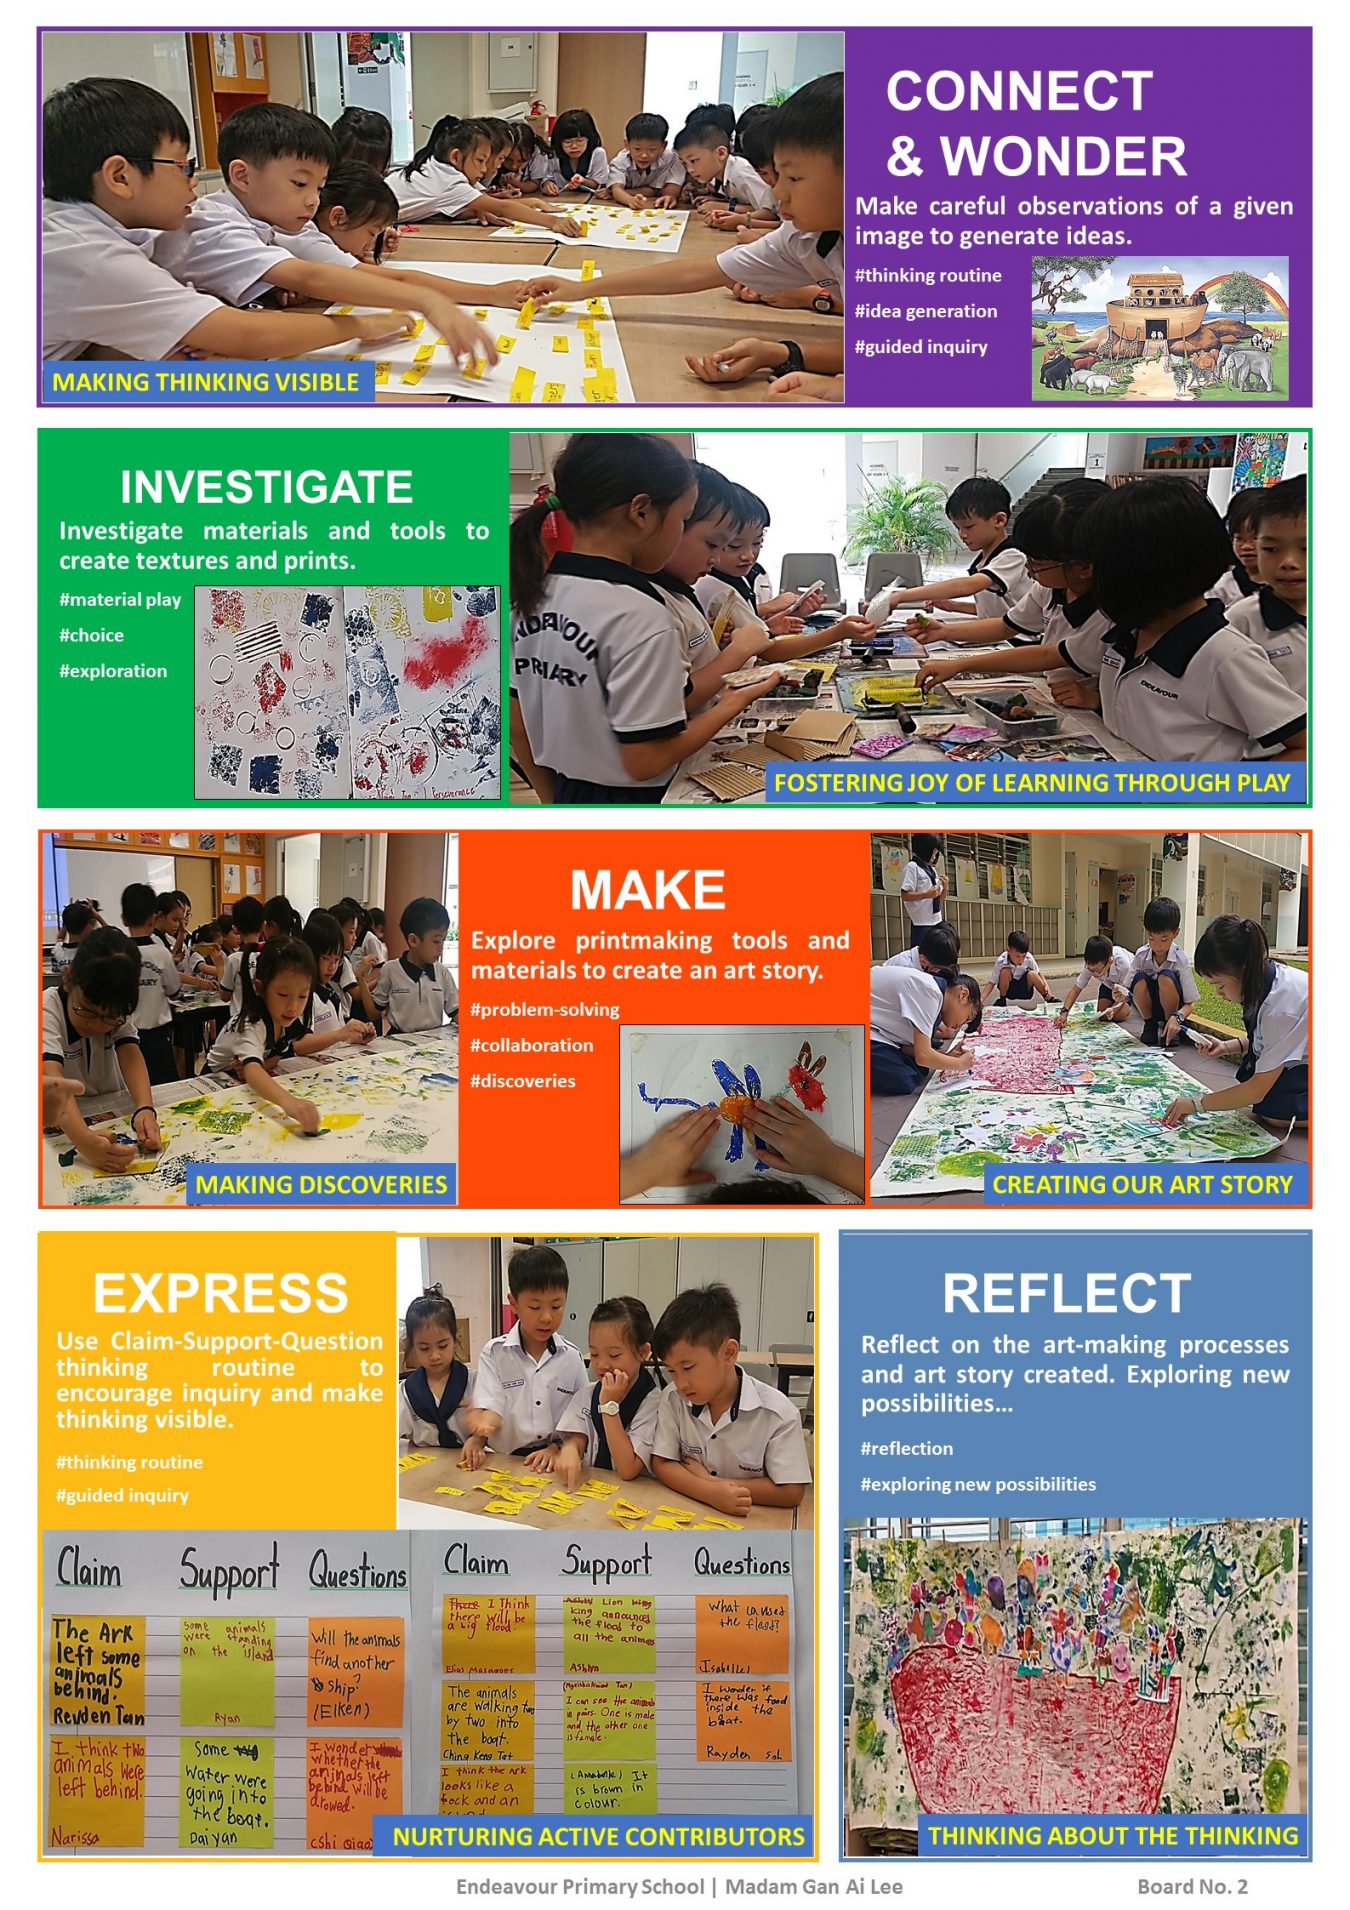 CONNECT
& WONDER
Make careful observations of a given
image to generate ideas.
#thinking routine
#idea generation
#guided inquiry
MAKING THINKING VISIBLE
INVESTIGATE
Investigate materials and tools to
create textures and prints.
#material play
#choice
#exploration
Perseverance
PRIARY
ENDEAVOUR
FOSTERING JOY OF LEARNING THROUGH PLAY
MAKE
Explore printmaking tools and
materials to create an art story.
#problem-solving
#collaboration
#discoveries
MAKING DISCOVERIES
CREATING OUR ART STORY
EXPRESS
Use Claim-Support-Question
thinking routine to
encourage inquiry and make
thinking visible.
#thinking routine
#guided inquiry
Claim Support Questions
The Ark
left some
animals
behind.
Reyden Tan
some animals
were standing
on the island
Ryan
Will the animals
find another
ship?
(Elken)
I think two
animals were
left behind.
Narissa
Some
water were
going into
the boat.
Daiyan
I wonder
whether the
animals left
behind will be
drowed.
Claim Support Questions
There I Think
there will be
a big flood.
Lion king
king announces
the float to
all the animas
Ashlyn
What caused
the flood?
Isabelle
The animals
are walking two
by two into
the boat.
Ching Keng Tat
I can see the animals
in pairs. One is male
and the other one
is female.
I wonder if
there was food
inside the
boat.
Rayden Soh
I think the ark
looks like a
rock and an
(Annabelle) It
is brown in
colour.
NURTURING ACTIVE CONTRIBUTORS
REFLECT
Reflect on the art-making processes
and art story created. Exploring new
possibilities...
#reflection
#exploring new possibilities
THINKING ABOUT THE THINKING
Endeavour Primary School | Madam Gan Ai Lee
Board No. 2